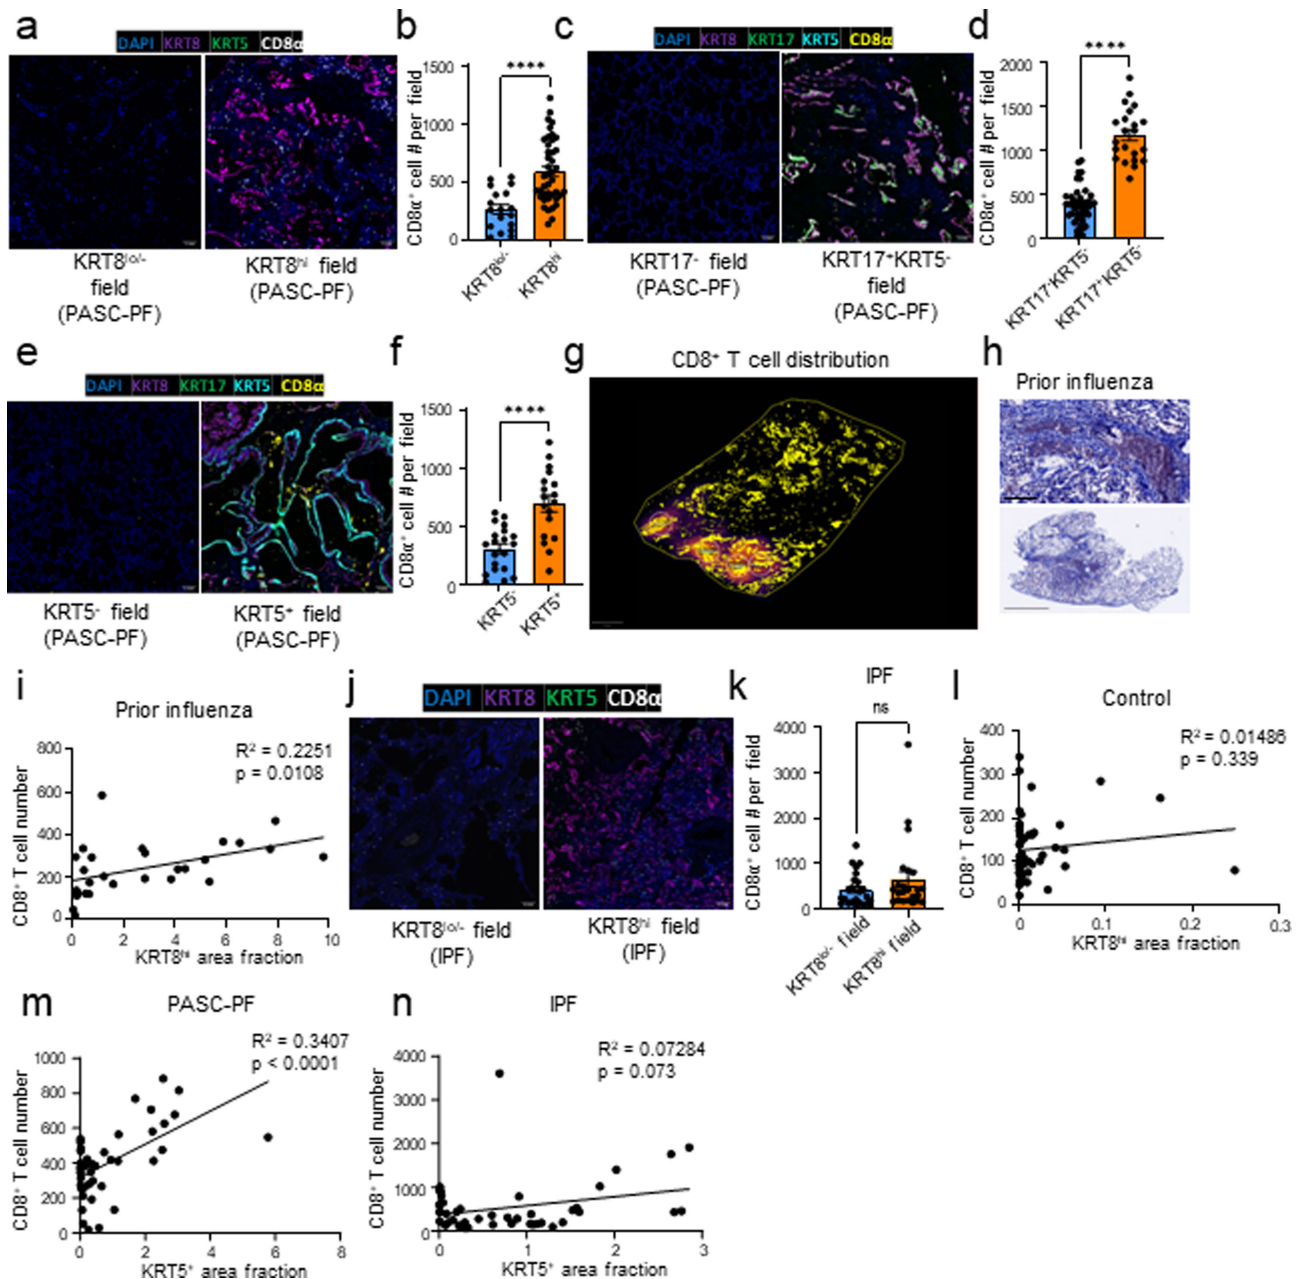 a
DAPI KRT8 KRT5 CD8α
KRT8lo/- field (PASC-PF)
KRT8hi field (PASC-PF)
b
CD8α+ cell # per field
1500
1000
500
0
****
KRT8lo/-
KRT8hi
c
DAPI KRT8 KRT17 KRT5 CD8α
KRT17- field (PASC-PF)
KRT17+KRT5- field (PASC-PF)
d
CD8α+ cell # per field
2000
1500
1000
500
0
****
KRT17-KRT5-
KRT17+KRT5-
e
DAPI KRT8 KRT17 KRT5 CD8α
KRT5- field (PASC-PF)
KRT5+ field (PASC-PF)
f
CD8α+ cell # per field
1500
1000
500
0
****
KRT5-
KRT5+
g
CD8+ T cell distribution
h
Prior influenza
i
Prior influenza
R2 = 0.2251
p = 0.0108
CD8+ T cell number
800
600
400
200
0
0 2 4 6 8 10
KRT8hi area fraction
j
DAPI KRT8 KRT5 CD8α
KRT8lo/- field (IPF)
KRT8hi field (IPF)
k
IPF
ns
CD8α+ cell # per field
4000
3000
2000
1000
0
KRT8lo/- field
KRT8hi field
l
Control
R2 = 0.01486
p = 0.339
CD8+ T cell number
400
300
200
100
0
0 0.1 0.2 0.3
KRT8hi area fraction
m
PASC-PF
R2 = 0.3407
p < 0.0001
CD8+ T cell number
1000
800
600
400
200
0
0 2 4 6 8
KRT5+ area fraction
n
IPF
R2 = 0.07284
p = 0.073
CD8+ T cell number
4000
3000
2000
1000
0
0 1 2 3
KRT5+ area fraction